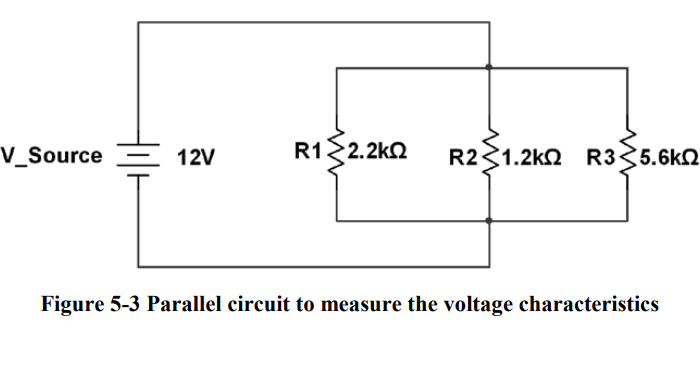 V_Source 12V R1 2.2kΩ R2 1.2kΩ R3 5.6kΩ
Figure 5-3 Parallel circuit to measure the voltage characteristics